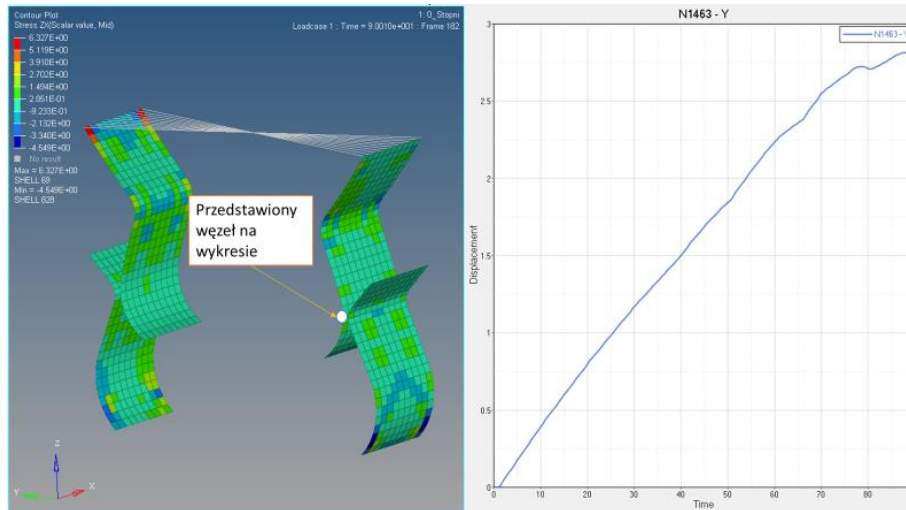 Contour Plot
Stress ZX(Scalar value, Mid)
6.327E+00
5.119E+00
3.910E+00
2.702E+00
1.494E+00
2.851E-01
-9.233E-01
-2.132E+00
-3.340E+00
-4.549E+00
No result
Max = 6.327E+00
SHELL 69
Min = -4.549E+00
SHELL 628
1: 0_Stopni
Loadcase 1 : Time = 9.0010e+001 : Frame 182
Przedstawiony
węzeł na
wykresie
Z
Y
X
N1463 - Y
N1463 - Y
3
2.5
2
1.5
1
0.5
0
Displacement
0 10 20 30 40 50 60 70 80
Time